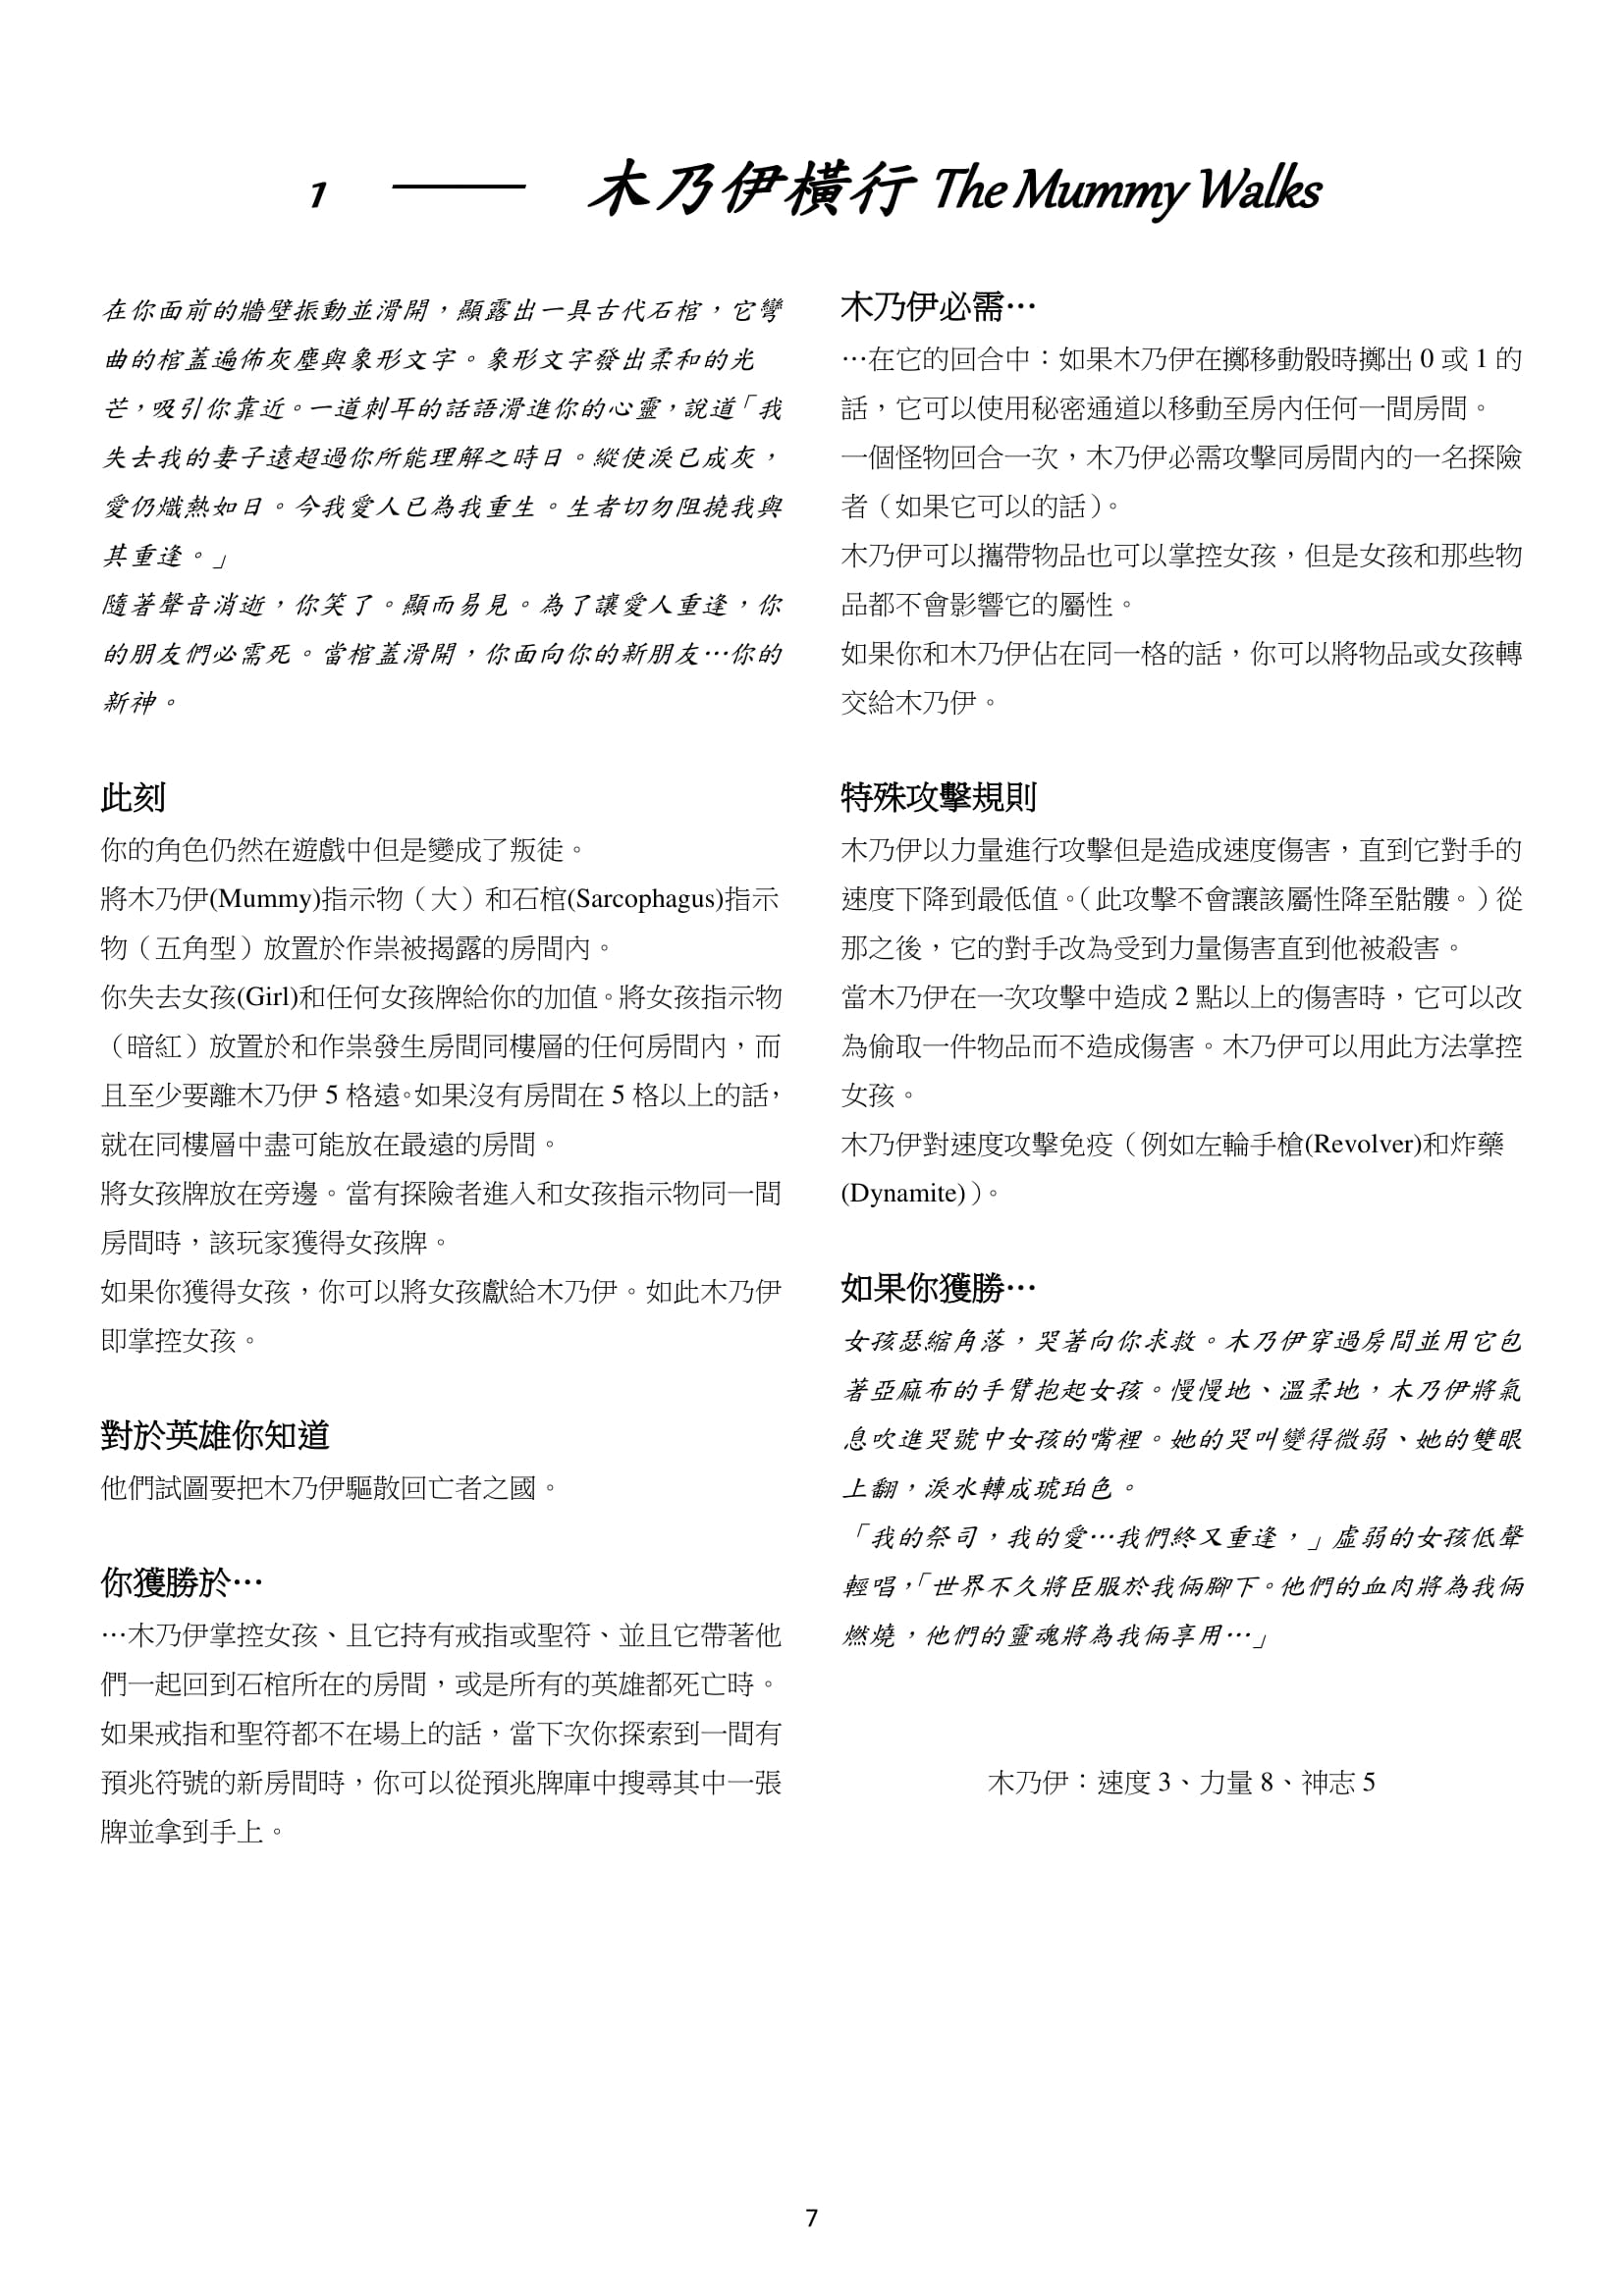 1 —— 木乃伊橫行 The Mummy Walks
在你面前的牆壁振動並滑開，顯露出一具古代石棺，它彎
曲的棺蓋遍佈灰塵與象形文字。象形文字發出柔和的光
芒，吸引你靠近。一道刺耳的話語滑進你的心靈，說道「我
失去我的妻子遠超過你所能理解之時日。縱使淚已成灰，
愛仍熾熱如日。今我愛人已為我重生。生者切勿阻撓我與
其重逢。」
隨著聲音消逝，你笑了。顯而易見。為了讓愛人重逢，你
的朋友們必需死。當棺蓋滑開，你面向你的新朋友…你的
新神。
此刻
你的角色仍然在遊戲中但是變成了叛徒。
將木乃伊(Mummy)指示物（大）和石棺(Sarcophagus)指示
物（五角型）放置於作祟被揭露的房間內。
你失去女孩(Girl)和任何女孩牌給你的加值。將女孩指示物
（暗紅）放置於和作祟發生房間同樓層的任何房間內，而
且至少要離木乃伊 5 格遠。如果沒有房間在 5 格以上的話，
就在同樓層中盡可能放在最遠的房間。
將女孩牌放在旁邊。當有探險者進入和女孩指示物同一間
房間時，該玩家獲得女孩牌。
如果你獲得女孩，你可以將女孩獻給木乃伊。如此木乃伊
即掌控女孩。
對於英雄你知道
他們試圖要把木乃伊驅散回亡者之國。
你獲勝於…
…木乃伊掌控女孩、且它持有戒指或聖符、並且它帶著他
們一起回到石棺所在的房間，或是所有的英雄都死亡時。
如果戒指和聖符都不在場上的話，當下次你探索到一間有
預兆符號的新房間時，你可以從預兆牌庫中搜尋其中一張
牌並拿到手上。
木乃伊必需…
…在它的回合中：如果木乃伊在擲移動骰時擲出 0 或 1 的
話，它可以使用秘密通道以移動至房內任何一間房間。
一個怪物回合一次，木乃伊必需攻擊同房間內的一名探險
者（如果它可以的話）。
木乃伊可以攜帶物品也可以掌控女孩，但是女孩和那些物
品都不會影響它的屬性。
如果你和木乃伊佔在同一格的話，你可以將物品或女孩轉
交給木乃伊。
特殊攻擊規則
木乃伊以力量進行攻擊但是造成速度傷害，直到它對手的
速度下降到最低值。（此攻擊不會讓該屬性降至骷髏。）從
那之後，它的對手改為受到力量傷害直到他被殺害。
當木乃伊在一次攻擊中造成 2 點以上的傷害時，它可以改
為偷取一件物品而不造成傷害。木乃伊可以用此方法掌控
女孩。
木乃伊對速度攻擊免疫（例如左輪手槍(Revolver)和炸藥
(Dynamite)）。
如果你獲勝…
女孩瑟縮角落，哭著向你求救。木乃伊穿過房間並用它包
著亞麻布的手臂抱起女孩。慢慢地、溫柔地，木乃伊將氣
息吹進哭號中女孩的嘴裡。她的哭叫變得微弱、她的雙眼
上翻，淚水轉成琥珀色。
「我的祭司，我的愛…我們終又重逢，」虛弱的女孩低聲
輕唱，「世界不久將臣服於我倆腳下。他們的血肉將為我倆
燃燒，他們的靈魂將為我倆享用…」
木乃伊：速度 3、力量 8、神志 5
7